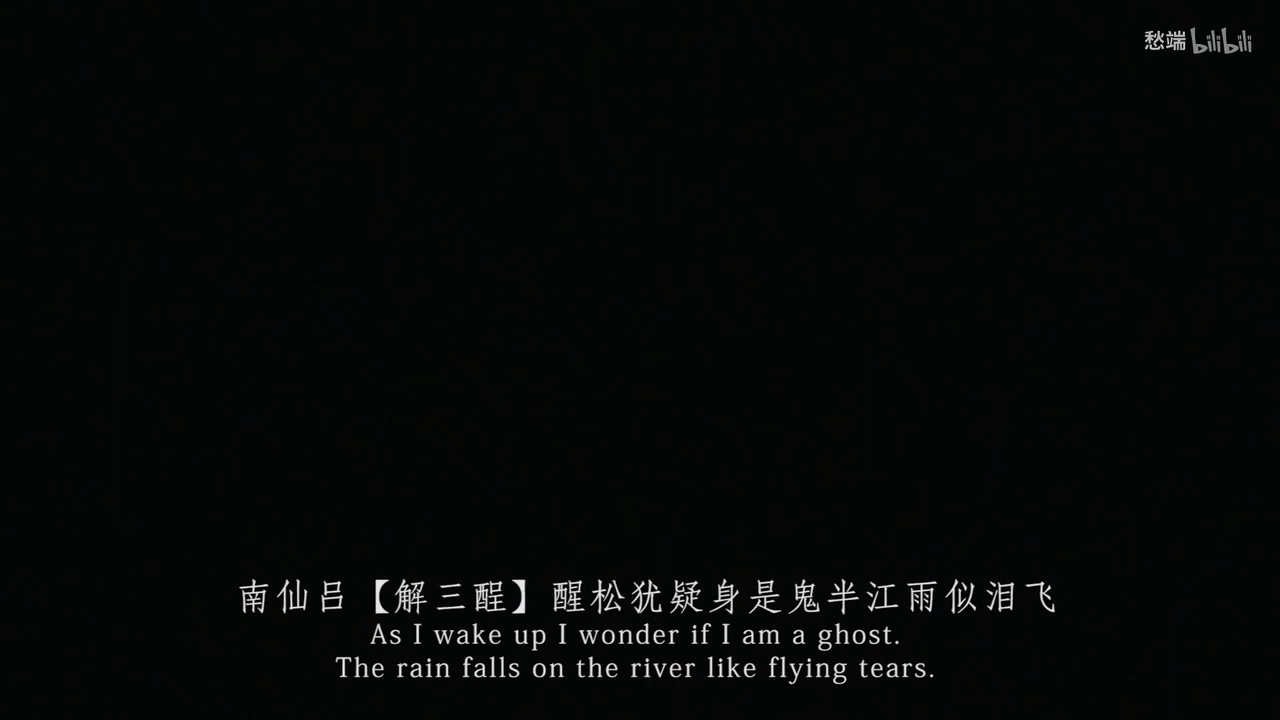 愁端 bilibili
南仙吕【解三酲】醒松犹疑身是鬼半江雨似泪飞
As I wake up I wonder if I am a ghost.
The rain falls on the river like flying tears.